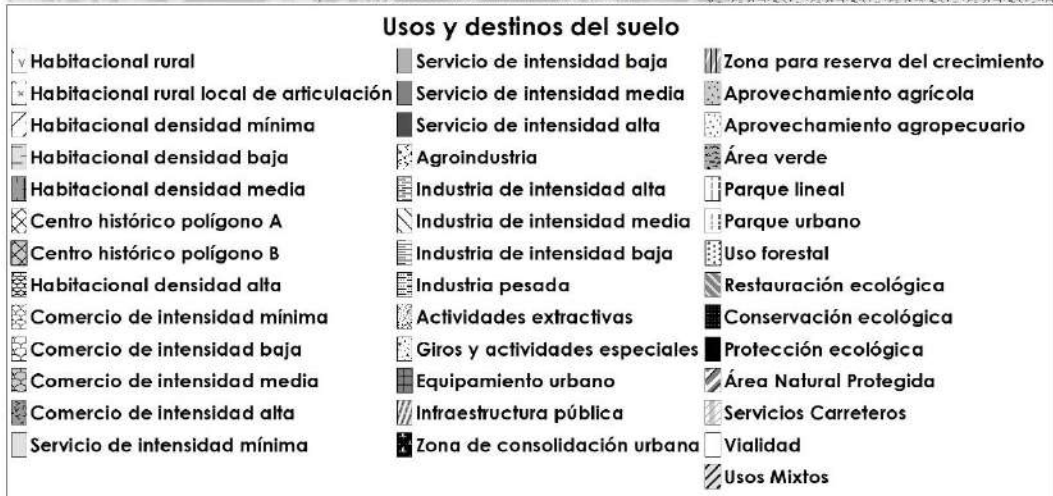 Usos y destinos del suelo
Habitacional rural
Habitacional rural local de articulación
Habitacional densidad mínima
Habitacional densidad baja
Habitacional densidad media
Centro histórico polígono A
Centro histórico polígono B
Habitacional densidad alta
Comercio de intensidad mínima
Comercio de intensidad baja
Comercio de intensidad media
Comercio de intensidad alta
Servicio de intensidad mínima
Servicio de intensidad baja
Servicio de intensidad media
Servicio de intensidad alta
Agroindustria
Industria de intensidad alta
Industria de intensidad media
Industria de intensidad baja
Industria pesada
Actividades extractivas
Giros y actividades especiales
Equipamiento urbano
Infraestructura pública
Zona de consolidación urbana
Zona para reserva del crecimiento
Aprovechamiento agrícola
Aprovechamiento agropecuario
Área verde
Parque lineal
Parque urbano
Uso forestal
Restauración ecológica
Conservación ecológica
Protección ecológica
Área Natural Protegida
Servicios Carreteros
Vialidad
Usos Mixtos